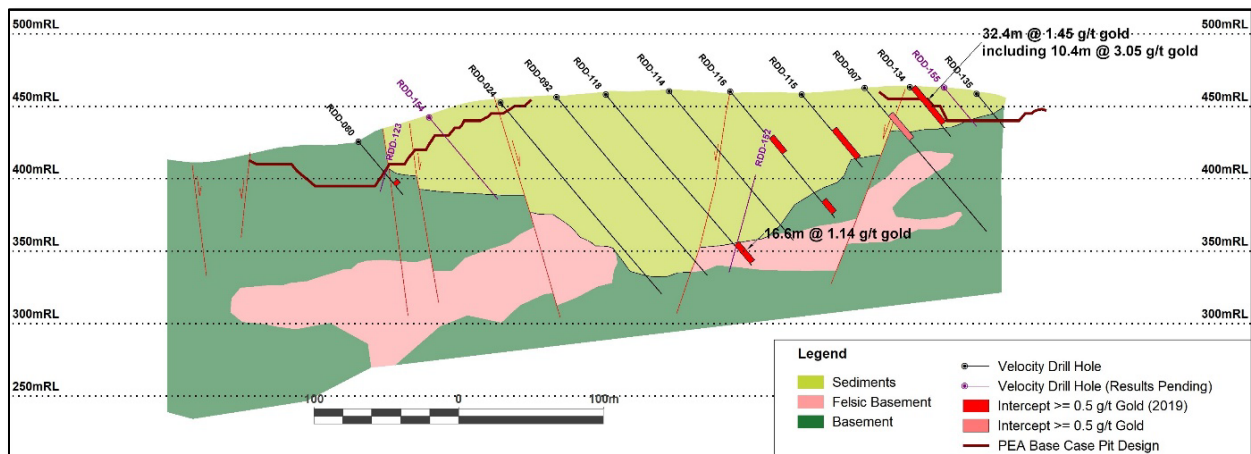 500mRL
500mRL
32.4m @ 1.45 g/t gold
including 10.4m @ 3.05 g/t gold
RDD-080
RDD-123
RDD-154
RDD-024
RDD-092
RDD-118
RDD-114
RDD-116
RDD-152
RDD-115
RDD-007
RDD-134
RDD-155
RDD-135
450mRL
450mRL
400mRL
400mRL
16.6m @ 1.14 g/t gold
350mRL
350mRL
300mRL
300mRL
250mRL
100
0
100m
Legend
Sediments
Felsic Basement
Basement
Velocity Drill Hole
Velocity Drill Hole (Results Pending)
Intercept >= 0.5 g/t Gold (2019)
Intercept >= 0.5 g/t Gold
PEA Base Case Pit Design